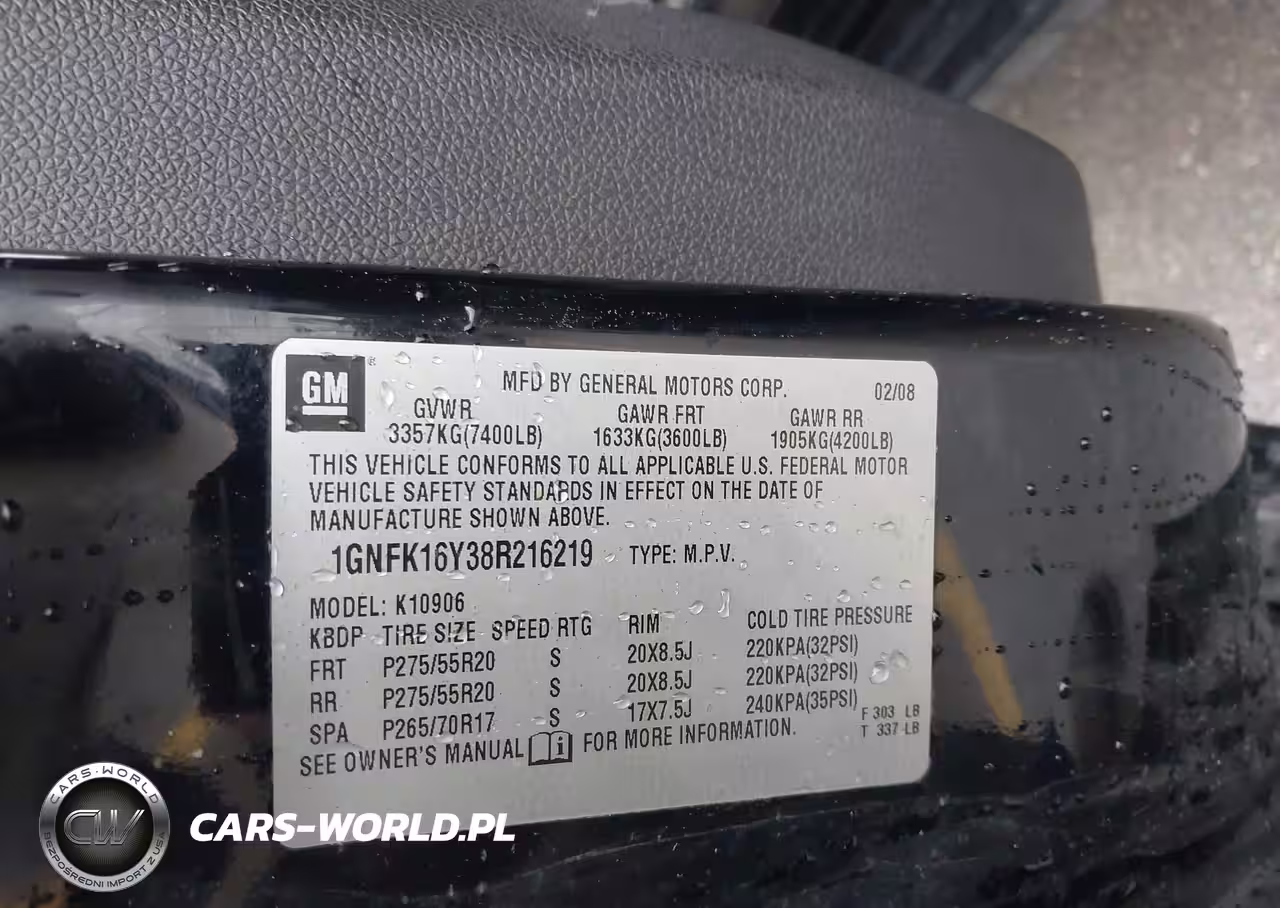 GM ®
MFD BY GENERAL MOTORS CORP. 02/08
GVWR GAWR FRT GAWR RR
3357KG(7400LB) 1633KG(3600LB) 1905KG(4200LB)
THIS VEHICLE CONFORMS TO ALL APPLICABLE U.S. FEDERAL MOTOR
VEHICLE SAFETY STANDARDS IN EFFECT ON THE DATE OF
MANUFACTURE SHOWN ABOVE.
1GNFK16Y38R216219 TYPE: M.P.V.
MODEL: K10906
KBDP TIRE SIZE SPEED RTG RIM COLD TIRE PRESSURE
FRT P275/55R20 S 20X8.5J 220KPA(32PSI)
RR P275/55R20 S 20X8.5J 220KPA(32PSI)
SPA P265/70R17 S 17X7.5J 240KPA(35PSI)
F 303 LB
T 337 LB
SEE OWNER'S MANUAL i FOR MORE INFORMATION.
CARS-WORLD
CW
BEZPOŚREDNI IMPORT Z USA
CARS-WORLD.PL